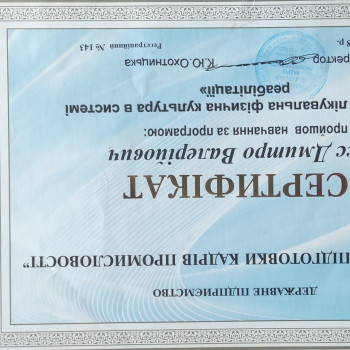 ДЕРЖАВНЕ ПІДПРИЄМСТВО
ПІДГОТОВКИ КАДРІВ ПРОМИСЛОВОСТІ"
СЕРТИФІКАТ
Дмитро Валерійович
пройшов навчання за програмою:
лікувальна фізична культура в системі
реабілітації»
К.Ю.Охотницька
Реєстраційний № 143